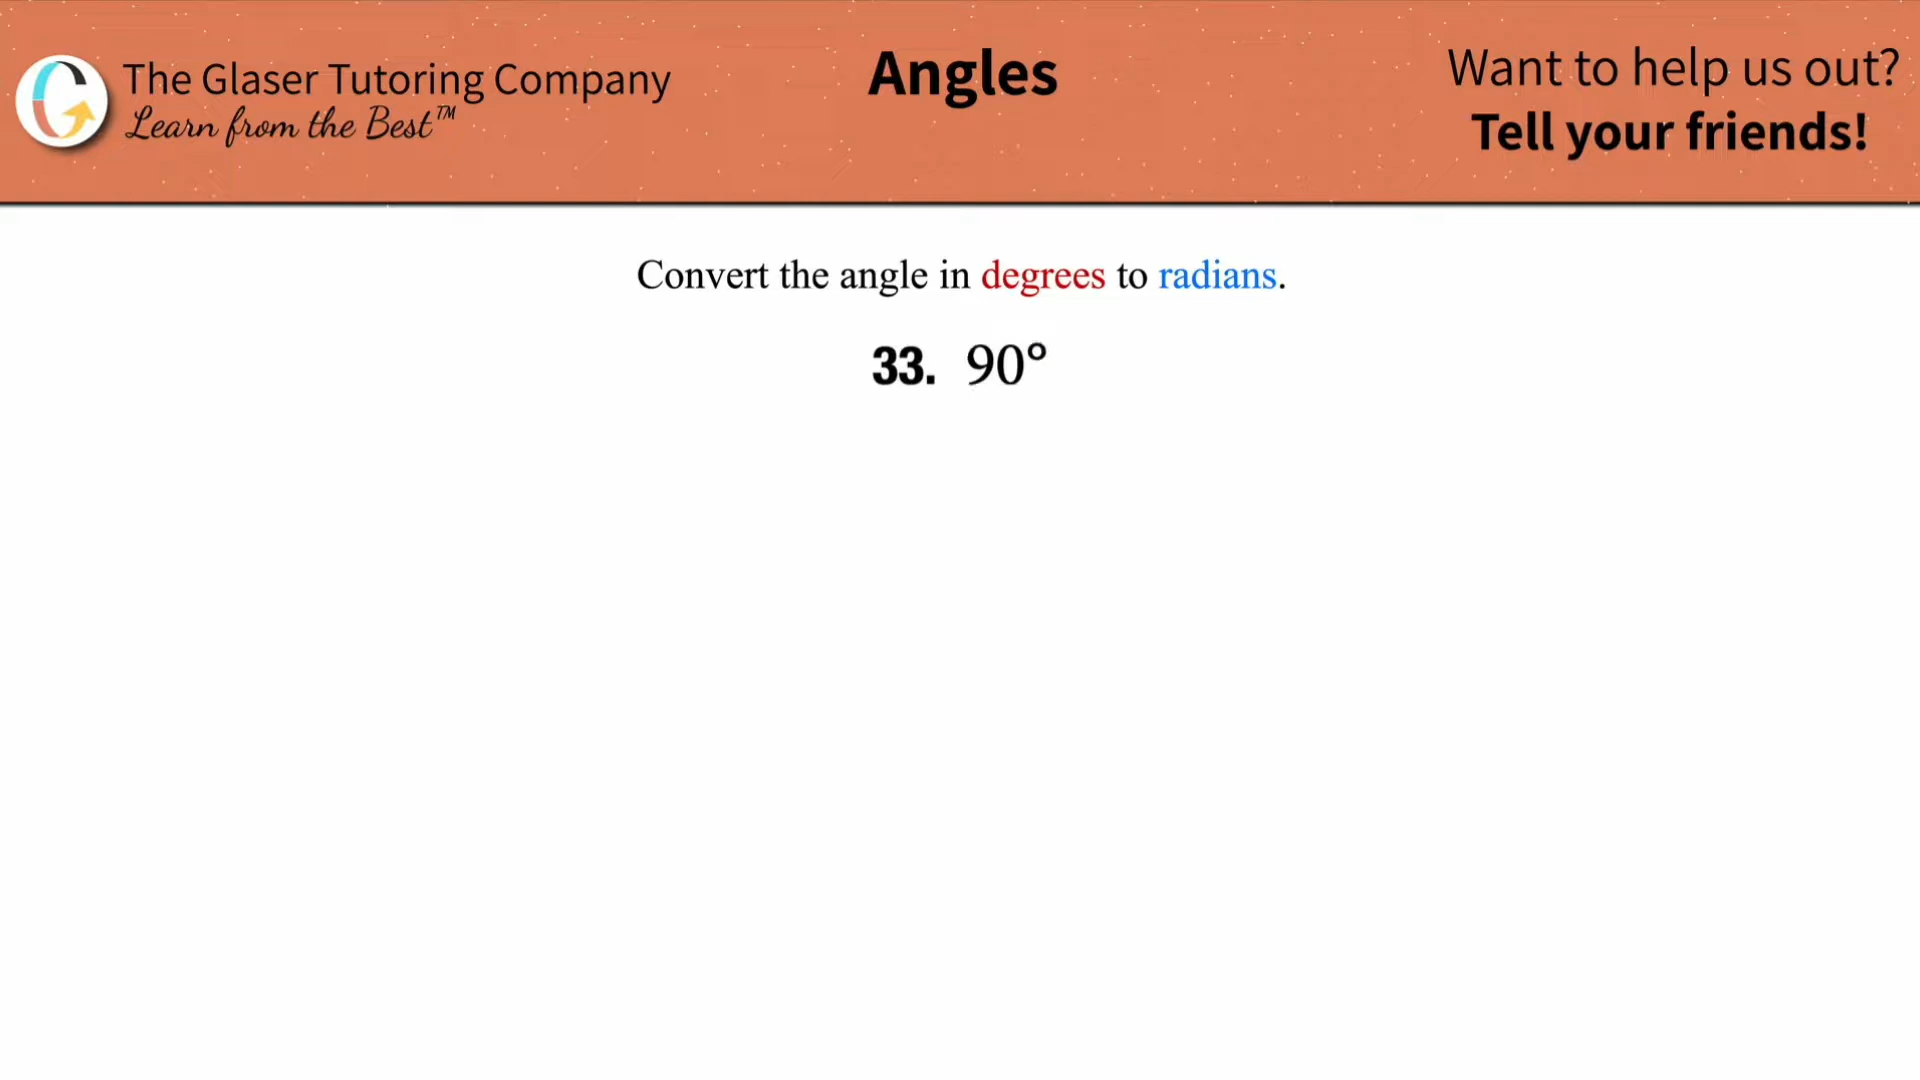 The Glaser Tutoring Company
Learn from the Best™
Angles
Want to help us out?
Tell your friends!
Convert the angle in degrees to radians.
33. 90°